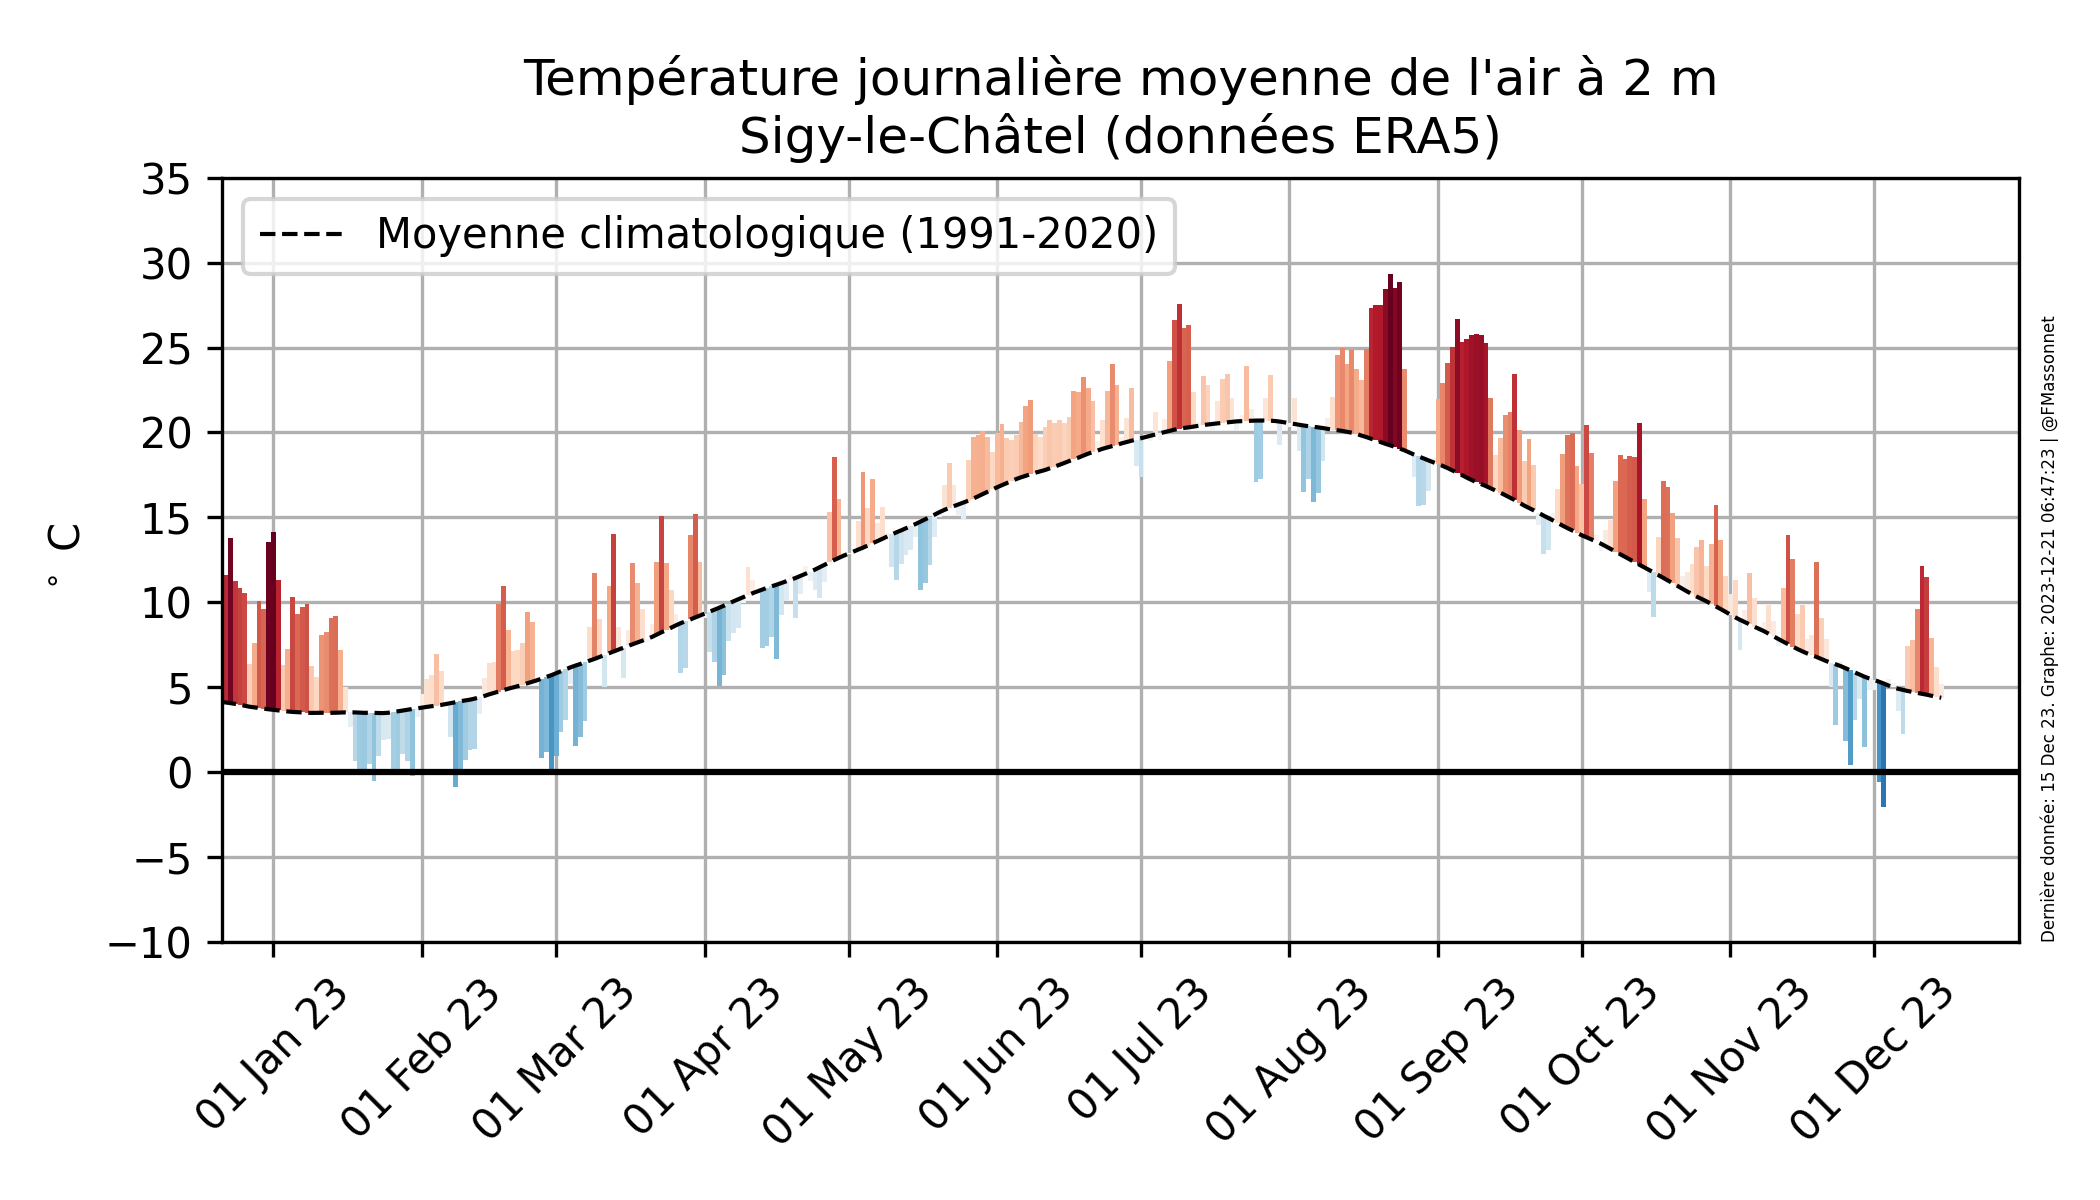 Température journalière moyenne de l'air à 2 m
Sigy-le-Châtel (données ERA5)
Moyenne climatologique (1991-2020)
° C
35
30
25
20
15
10
5
0
−5
−10
01 Jan 23
01 Feb 23
01 Mar 23
01 Apr 23
01 May 23
01 Jun 23
01 Jul 23
01 Aug 23
01 Sep 23
01 Oct 23
01 Nov 23
01 Dec 23
Dernière donnée: 15 Dec 23. Graphe: 2023-12-21 06:47:23 | @FMassonnet